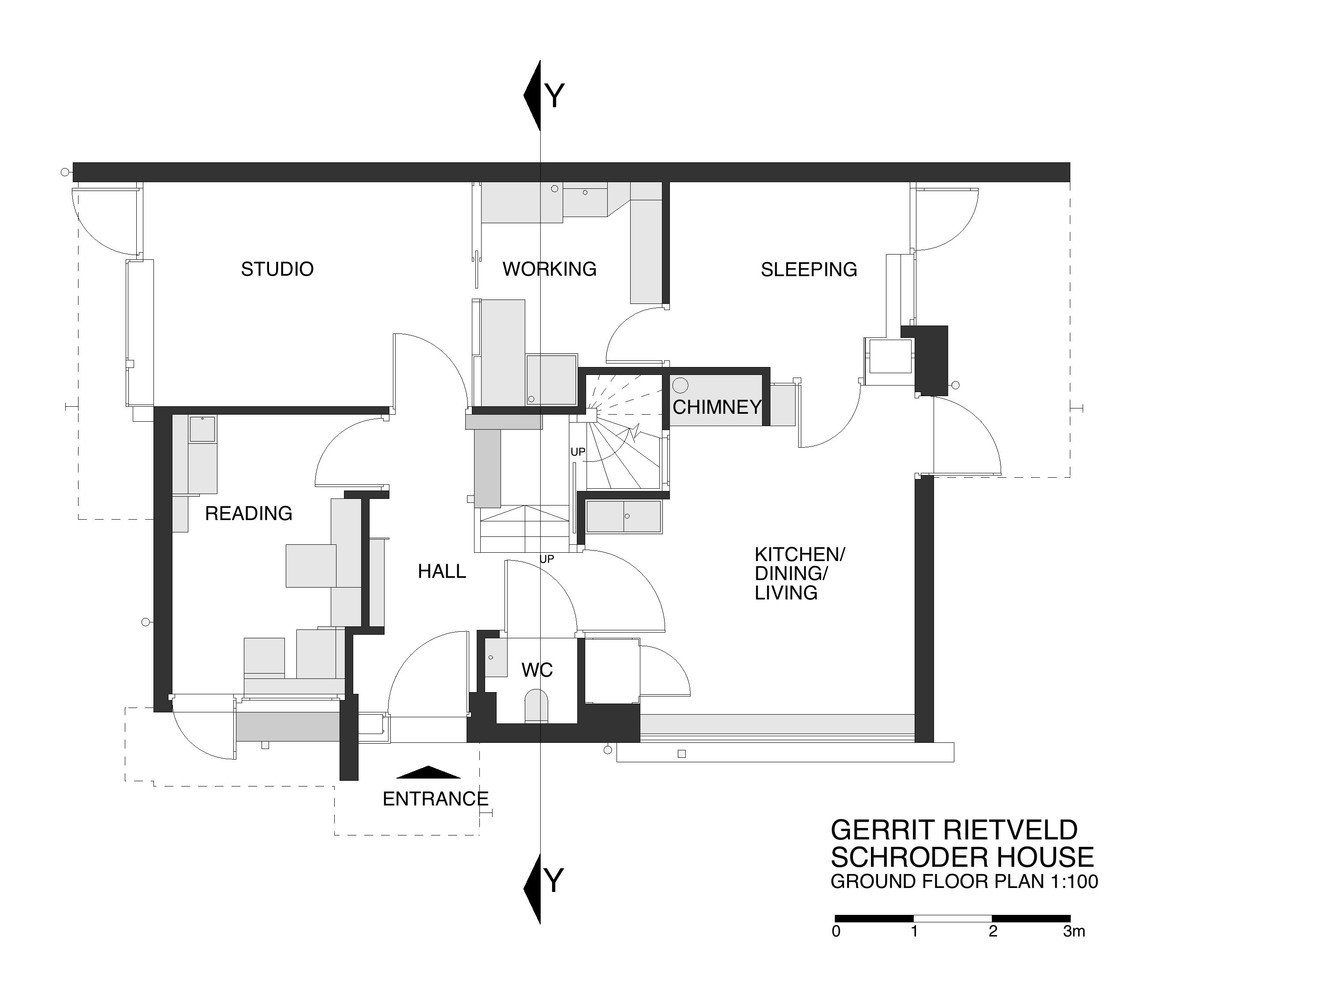 Y
STUDIO
WORKING
SLEEPING
CHIMNEY
UP
READING
UP
HALL
KITCHEN/
DINING/
LIVING
WC
ENTRANCE
Y
GERRIT RIETVELD
SCHRODER HOUSE
GROUND FLOOR PLAN 1:100
0 1 2 3m